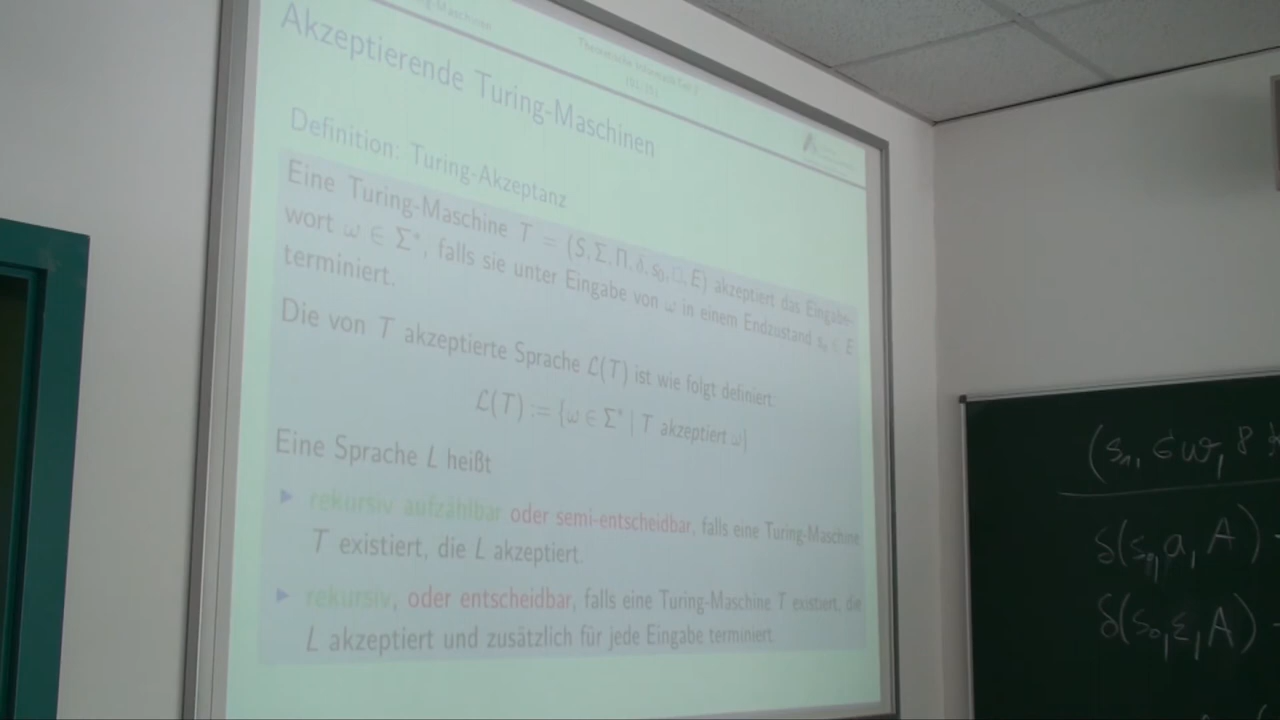 Theoretische Informatik
Akzeptierende Turing-Maschinen
Definition: Turing-Akzeptanz
Eine Turing-Maschine T = (S, Σ, Π, δ, s₀, □, E) akzeptiert das Eingabe-
wort ω ∈ Σ*, falls sie unter Eingabe von ω in einem Endzustand sₑ ∈ E
terminiert.
Die von T akzeptierte Sprache ℒ(T) ist wie folgt definiert:
ℒ(T) := {ω ∈ Σ* | T akzeptiert ω}
Eine Sprache L heißt
▶ rekursiv aufzählbar oder semi-entscheidbar, falls eine Turing-Maschine
T existiert, die L akzeptiert.
▶ rekursiv, oder entscheidbar, falls eine Turing-Maschine T existiert, die
L akzeptiert und zusätzlich für jede Eingabe terminiert.
δ(s₀, a, A)
δ(s₀, ε, A)